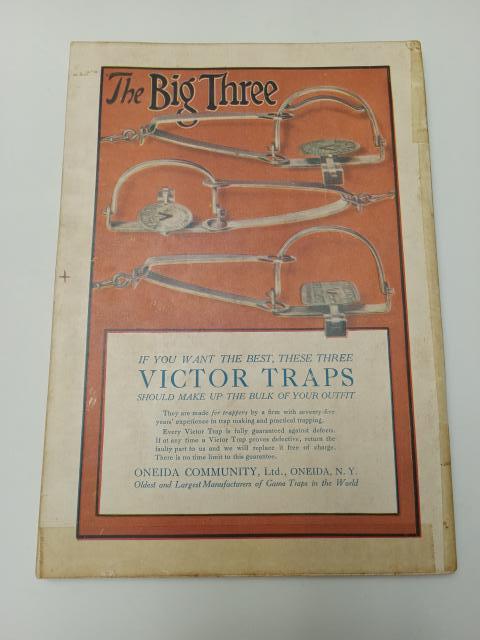 The Big Three
IF YOU WANT THE BEST, THESE THREE
VICTOR TRAPS
SHOULD MAKE UP THE BULK OF YOUR OUTFIT
They are made for trappers by a firm with seventy-five
years' experience in trap making and practical trapping.
Every Victor Trap is fully guaranteed against defects.
If at any time a Victor Trap proves defective, return the
faulty part to us and we will replace it free of charge.
There is no time limit to this guarantee.
ONEIDA COMMUNITY, Ltd., ONEIDA, N. Y.
Oldest and Largest Manufacturers of Game Traps in the World